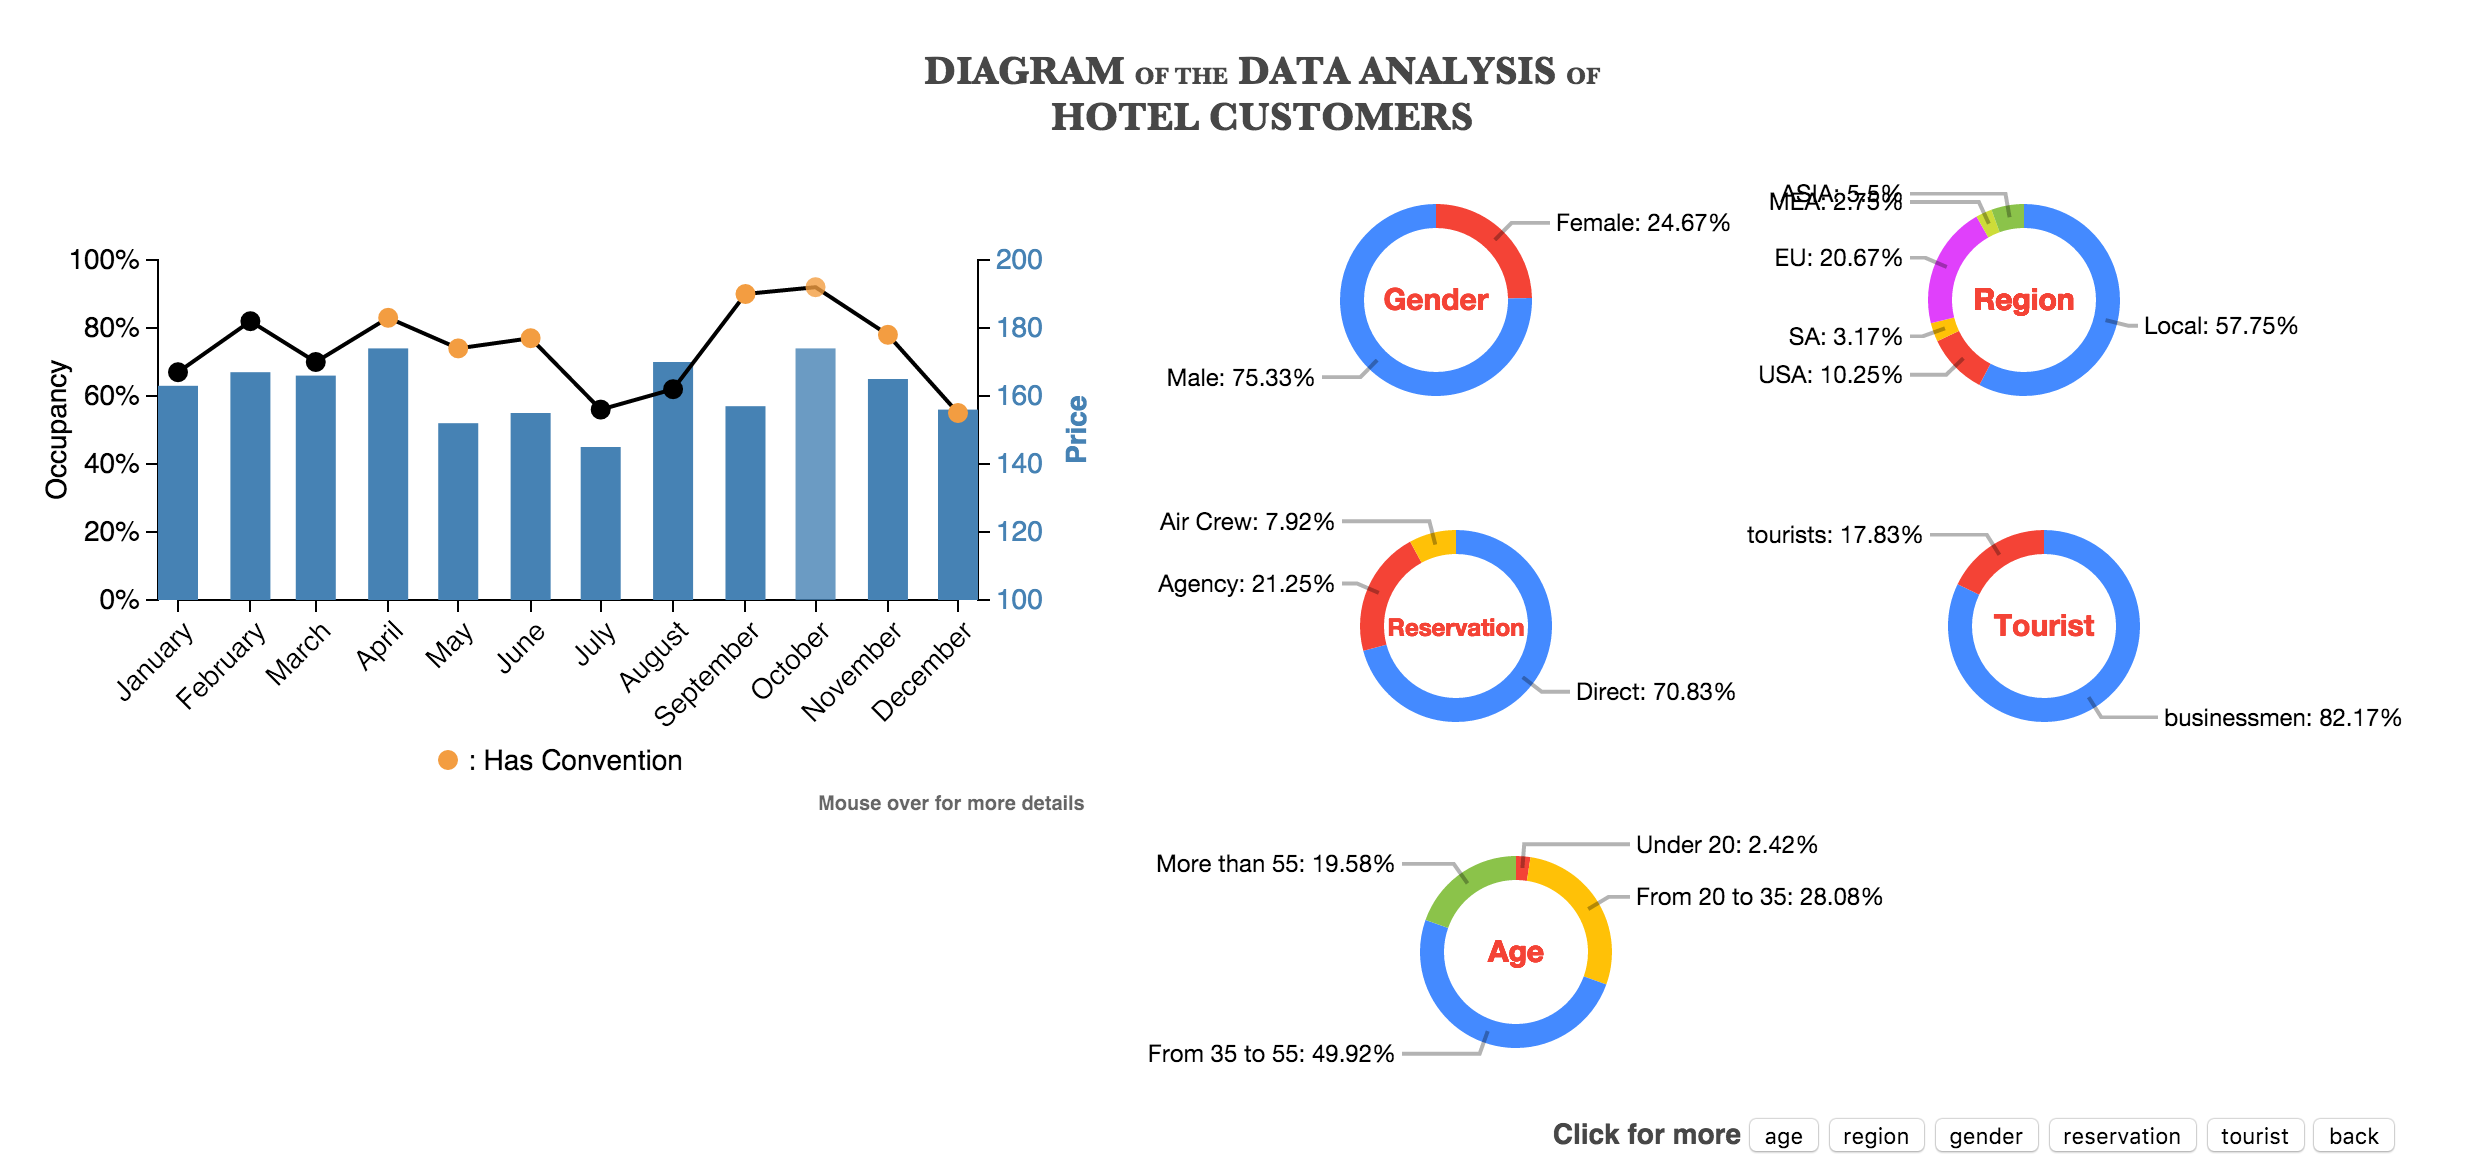 DIAGRAM OF THE DATA ANALYSIS OF
HOTEL CUSTOMERS
100%
80%
60%
40%
20%
0%
Occupancy
200
180
160
140
120
100
Price
January
February
March
April
May
June
July
August
September
October
November
December
: Has Convention
Mouse over for more details
Gender
Female: 24.67%
Male: 75.33%
Region
ASIA: 5.5%
MEA: 2.75%
EU: 20.67%
SA: 3.17%
USA: 10.25%
Local: 57.75%
Reservation
Air Crew: 7.92%
Agency: 21.25%
Direct: 70.83%
Tourist
tourists: 17.83%
businessmen: 82.17%
Age
Under 20: 2.42%
More than 55: 19.58%
From 20 to 35: 28.08%
From 35 to 55: 49.92%
Click for more age region gender reservation tourist back